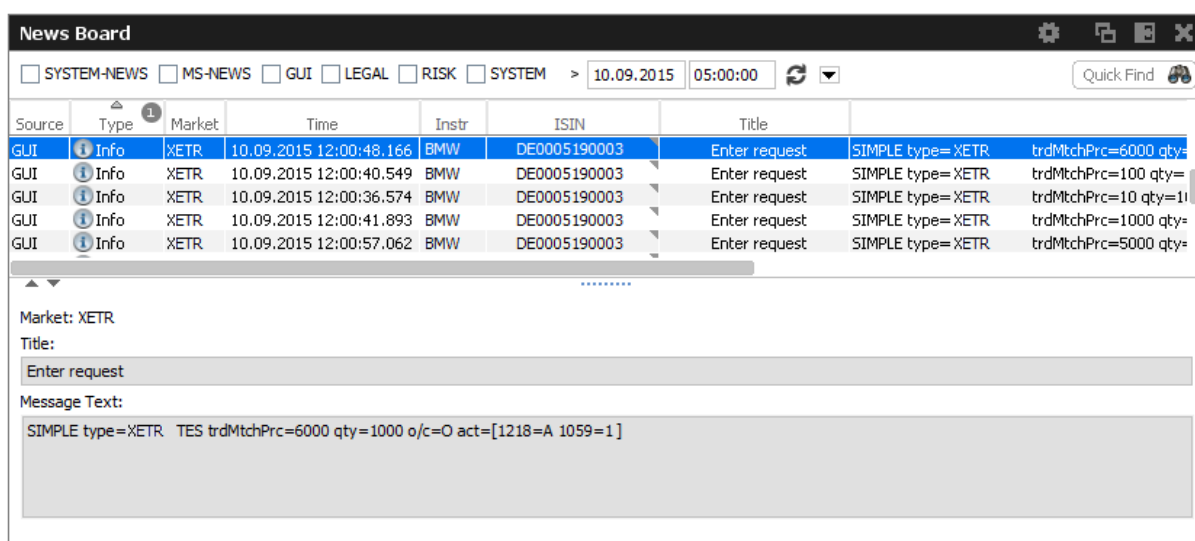 News Board
SYSTEM-NEWS MS-NEWS GUI LEGAL RISK SYSTEM > 10.09.2015 05:00:00 Quick Find
Source Type 1 Market Time Instr ISIN Title
GUI Info XETR 10.09.2015 12:00:48.166 BMW DE0005190003 Enter request SIMPLE type=XETR trdMtchPrc=6000 qty=
GUI Info XETR 10.09.2015 12:00:40.549 BMW DE0005190003 Enter request SIMPLE type=XETR trdMtchPrc=100 qty=
GUI Info XETR 10.09.2015 12:00:36.574 BMW DE0005190003 Enter request SIMPLE type=XETR trdMtchPrc=10 qty=1
GUI Info XETR 10.09.2015 12:00:41.893 BMW DE0005190003 Enter request SIMPLE type=XETR trdMtchPrc=1000 qty=
GUI Info XETR 10.09.2015 12:00:57.062 BMW DE0005190003 Enter request SIMPLE type=XETR trdMtchPrc=5000 qty=
Market: XETR
Title:
Enter request
Message Text:
SIMPLE type=XETR TES trdMtchPrc=6000 qty=1000 o/c=O act=[1218=A 1059=1]